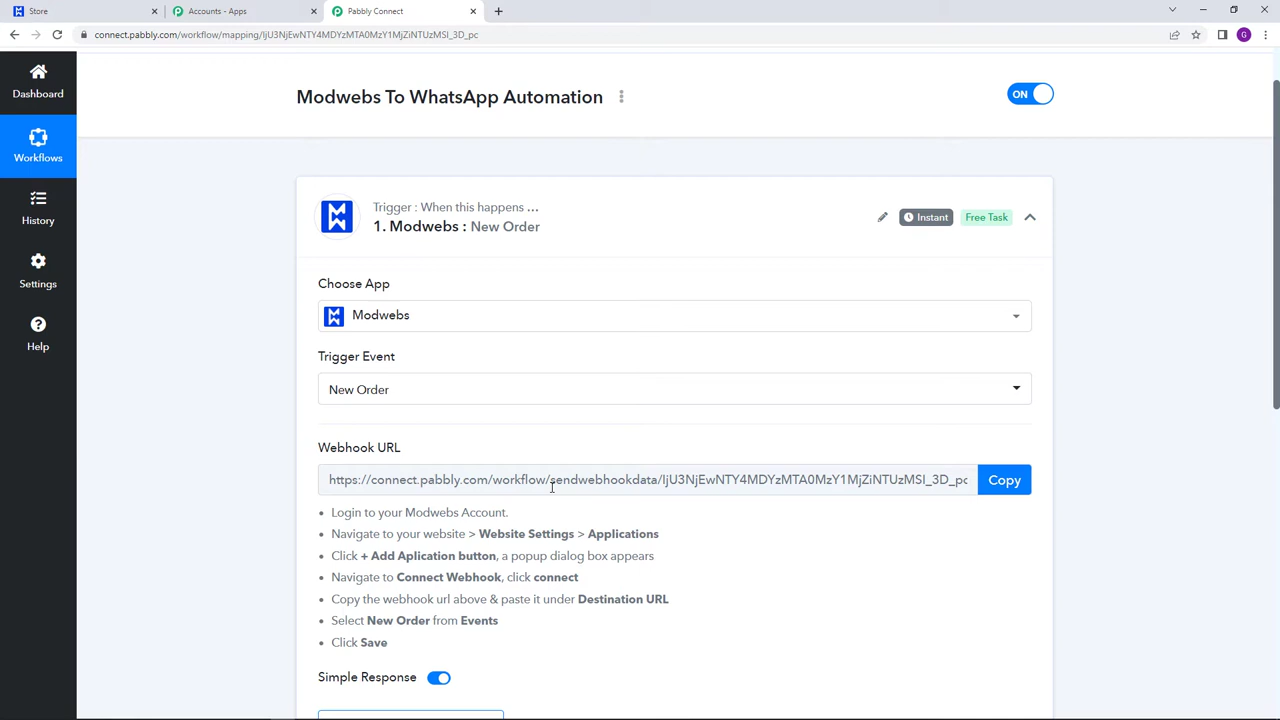 Store
Accounts - Apps
Pabbly Connect
connect.pabbly.com/workflow/mapping/IjU3NjEwNTY4MDYzMTA0MzY1MjZiNTUzMSI_3D_pc
G
Dashboard
Workflows
History
Settings
Help
Modwebs To WhatsApp Automation
ON
Trigger : When this happens ...
1. Modwebs : New Order
Instant
Free Task
Choose App
Modwebs
Trigger Event
New Order
Webhook URL
https://connect.pabbly.com/workflow/sendwebhookdata/IjU3NjEwNTY4MDYzMTA0MzY1MjZiNTUzMSI_3D_pc
Copy
• Login to your Modwebs Account.
• Navigate to your website > Website Settings > Applications
• Click + Add Aplication button, a popup dialog box appears
• Navigate to Connect Webhook, click connect
• Copy the webhook url above & paste it under Destination URL
• Select New Order from Events
• Click Save
Simple Response